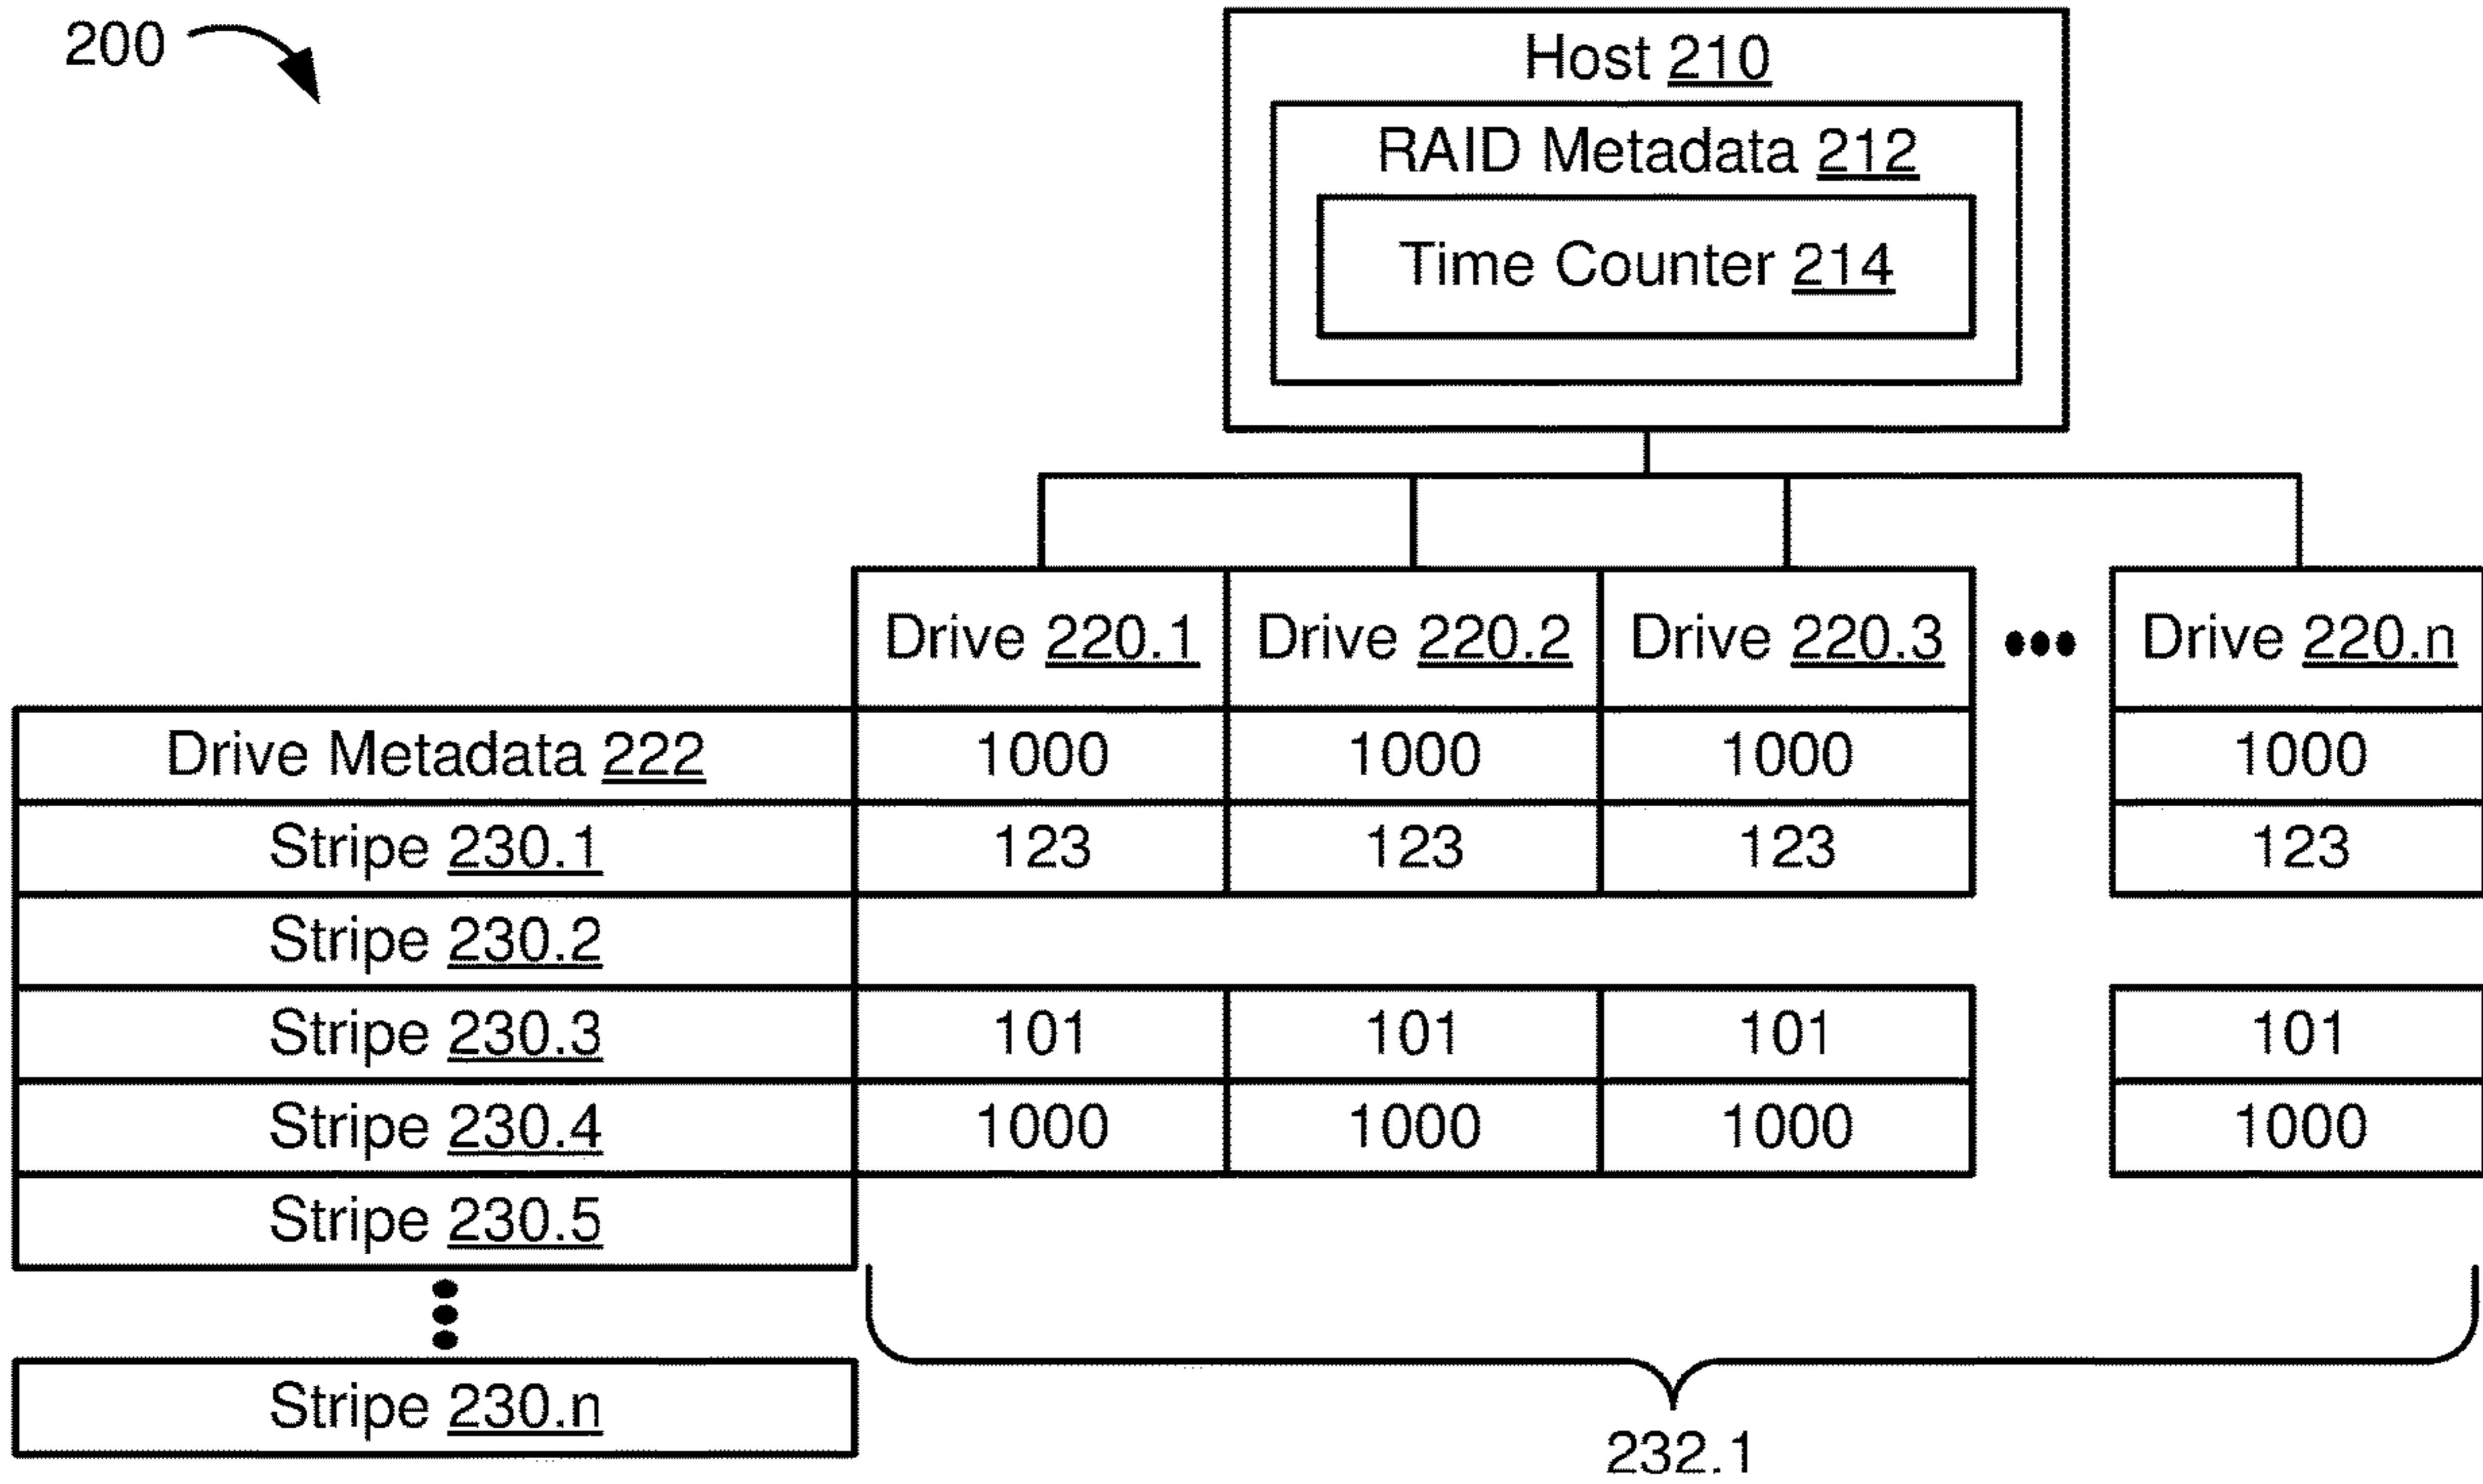 200
Host 210
RAID Metadata 212
Time Counter 214
Drive 220.1 Drive 220.2 Drive 220.3 ••• Drive 220.n
Drive Metadata 222 1000 1000 1000 1000
Stripe 230.1 123 123 123 123
Stripe 230.2
Stripe 230.3 101 101 101 101
Stripe 230.4 1000 1000 1000 1000
Stripe 230.5
Stripe 230.n
232.1